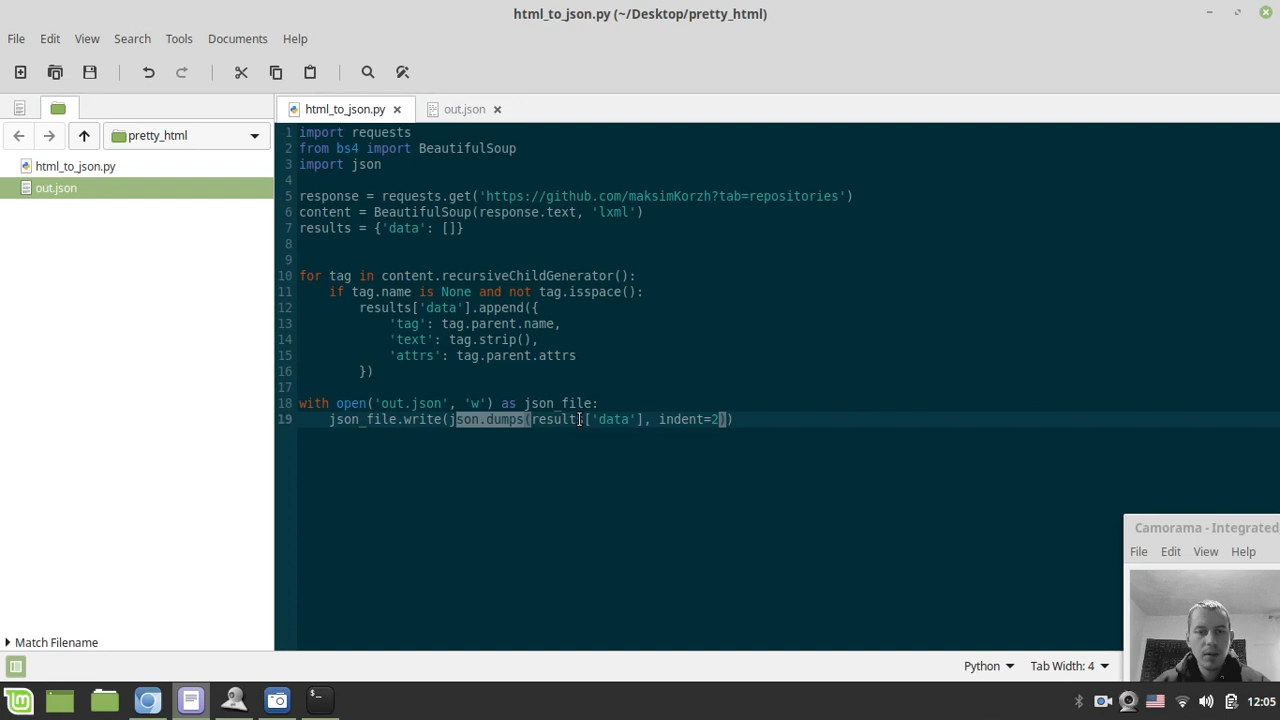 html_to_json.py (~/Desktop/pretty_html)
File Edit View Search Tools Documents Help
html_to_json.py out.json
pretty_html
html_to_json.py
out.json
1 import requests
2 from bs4 import BeautifulSoup
3 import json
4
5 response = requests.get('https://github.com/maksimKorzh?tab=repositories')
6 content = BeautifulSoup(response.text, 'lxml')
7 results = {'data': []}
8
9
10 for tag in content.recursiveChildGenerator():
11 if tag.name is None and not tag.isspace():
12 results['data'].append({
13 'tag': tag.parent.name,
14 'text': tag.strip(),
15 'attrs': tag.parent.attrs
16 })
17
18 with open('out.json', 'w') as json_file:
19 json_file.write(json.dumps(results['data'], indent=2))
Camorama - Integrated
File Edit View Help
Match Filename
Python Tab Width: 4
12:05